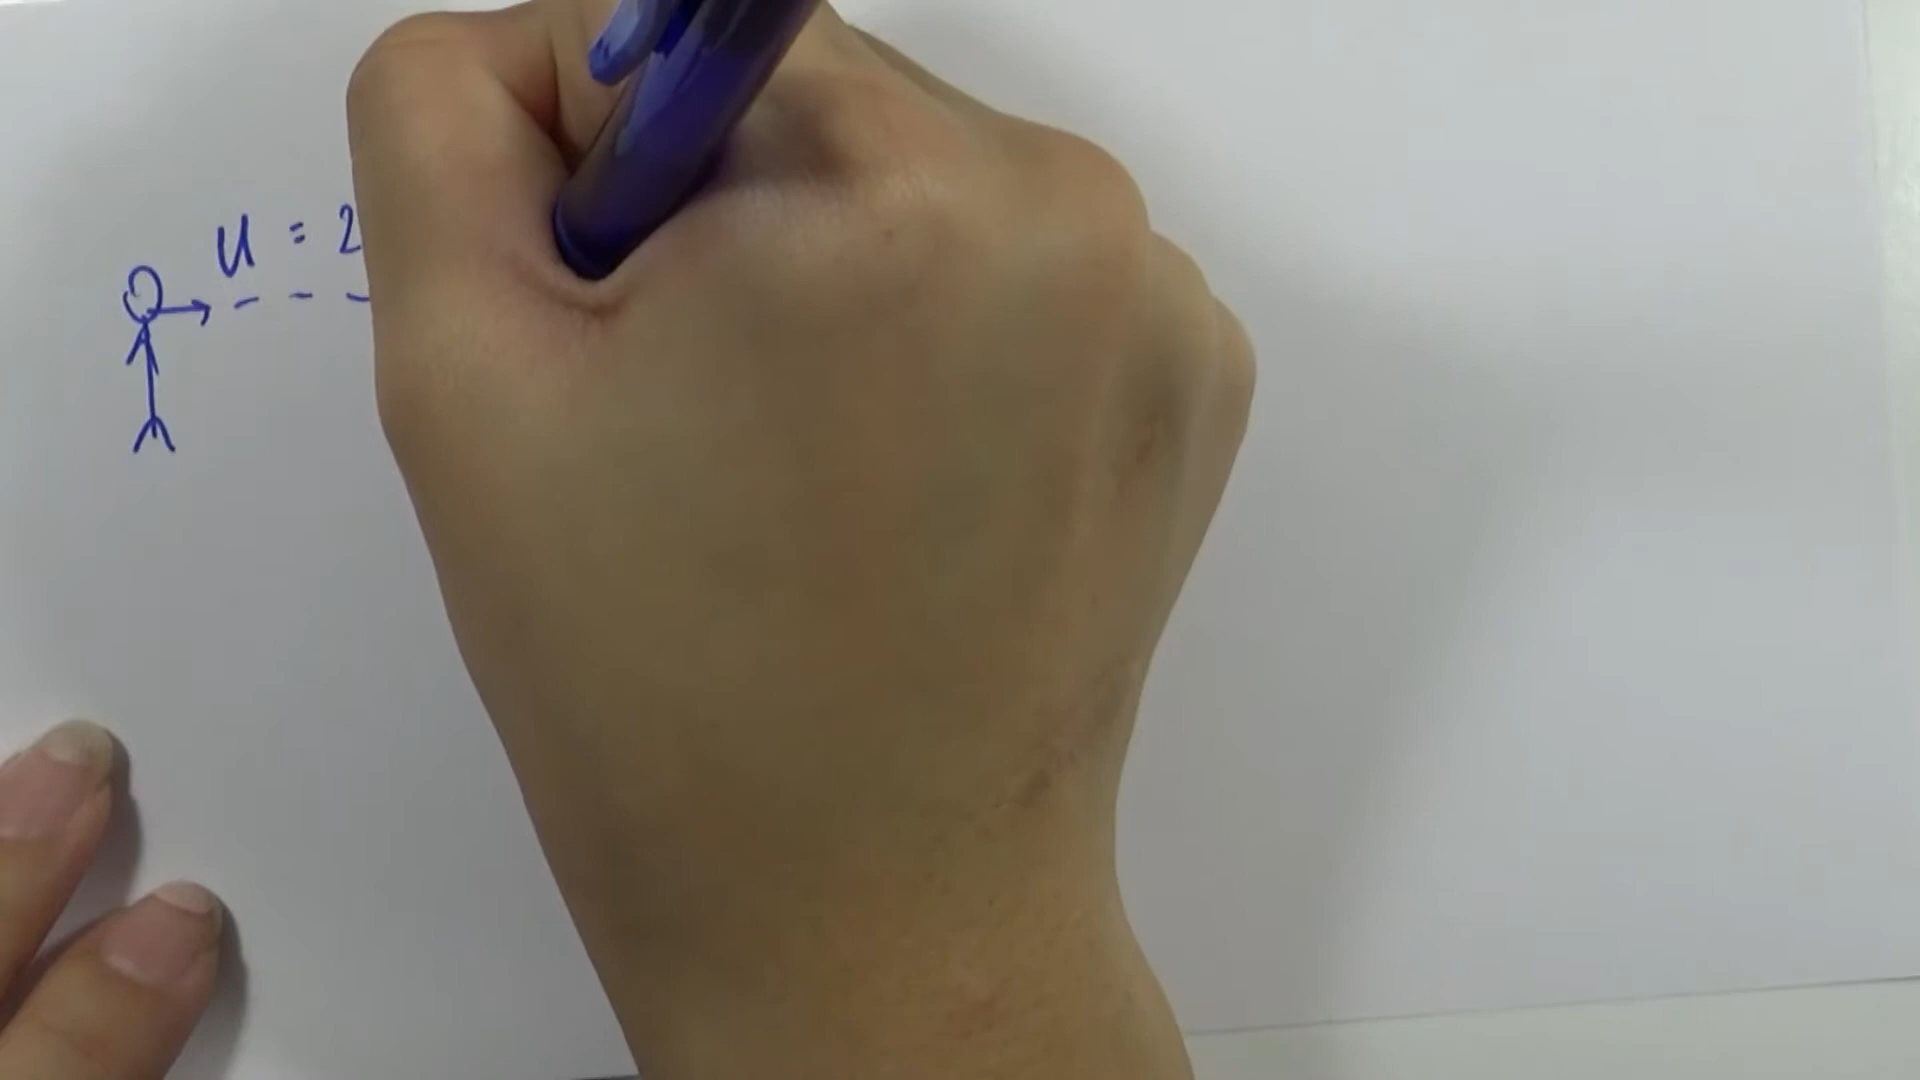 u = 2